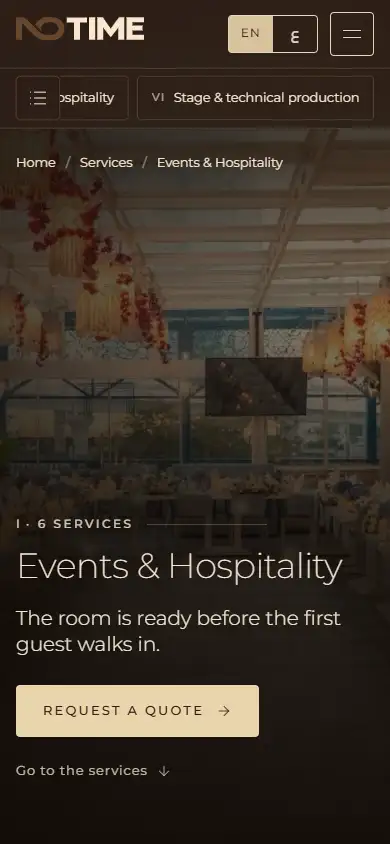 NOTIME
EN
ع
ospitality
VI Stage & technical production
Home / Services / Events & Hospitality
I · 6 SERVICES
Events & Hospitality
The room is ready before the first
guest walks in.
REQUEST A QUOTE →
Go to the services ↓